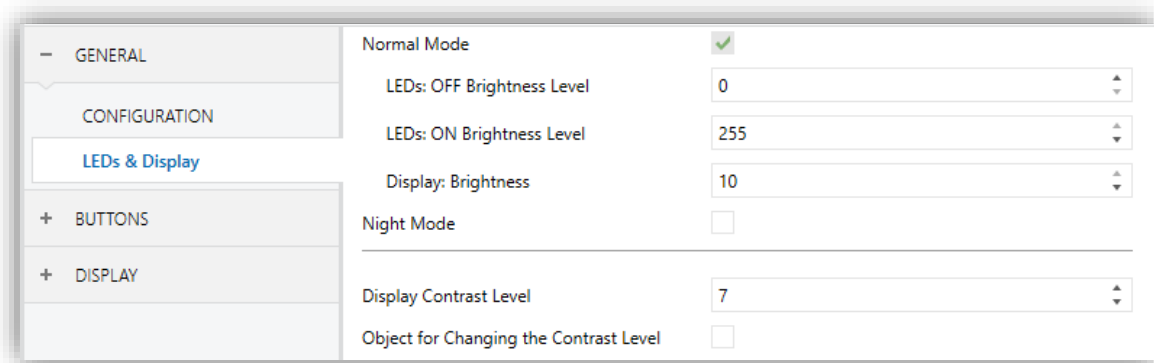 − GENERAL
CONFIGURATION
LEDs & Display
+ BUTTONS
+ DISPLAY
Normal Mode
LEDs: OFF Brightness Level 0
LEDs: ON Brightness Level 255
Display: Brightness 10
Night Mode
Display Contrast Level 7
Object for Changing the Contrast Level